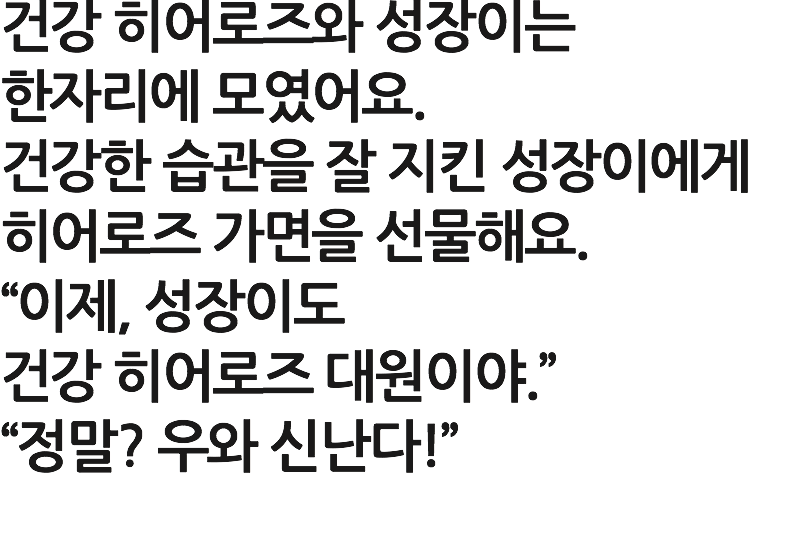 건강 히어로즈와 성장이는
한자리에 모였어요.
건강한 습관을 잘 지킨 성장이에게
히어로즈 가면을 선물해요.
“이제, 성장이도
건강 히어로즈 대원이야.”
“정말? 우와 신난다!”